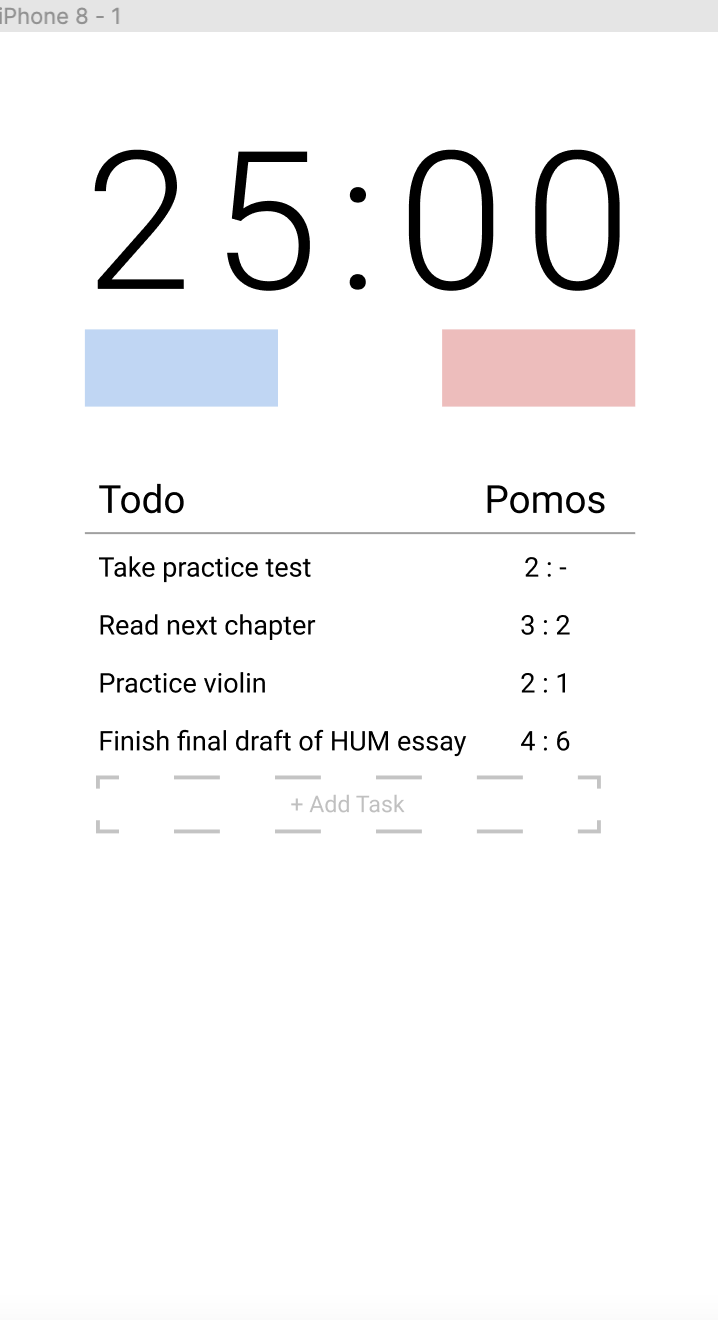 iPhone 8 - 1
25:00
Todo Pomos
Take practice test 2 : -
Read next chapter 3 : 2
Practice violin 2 : 1
Finish final draft of HUM essay 4 : 6
+ Add Task